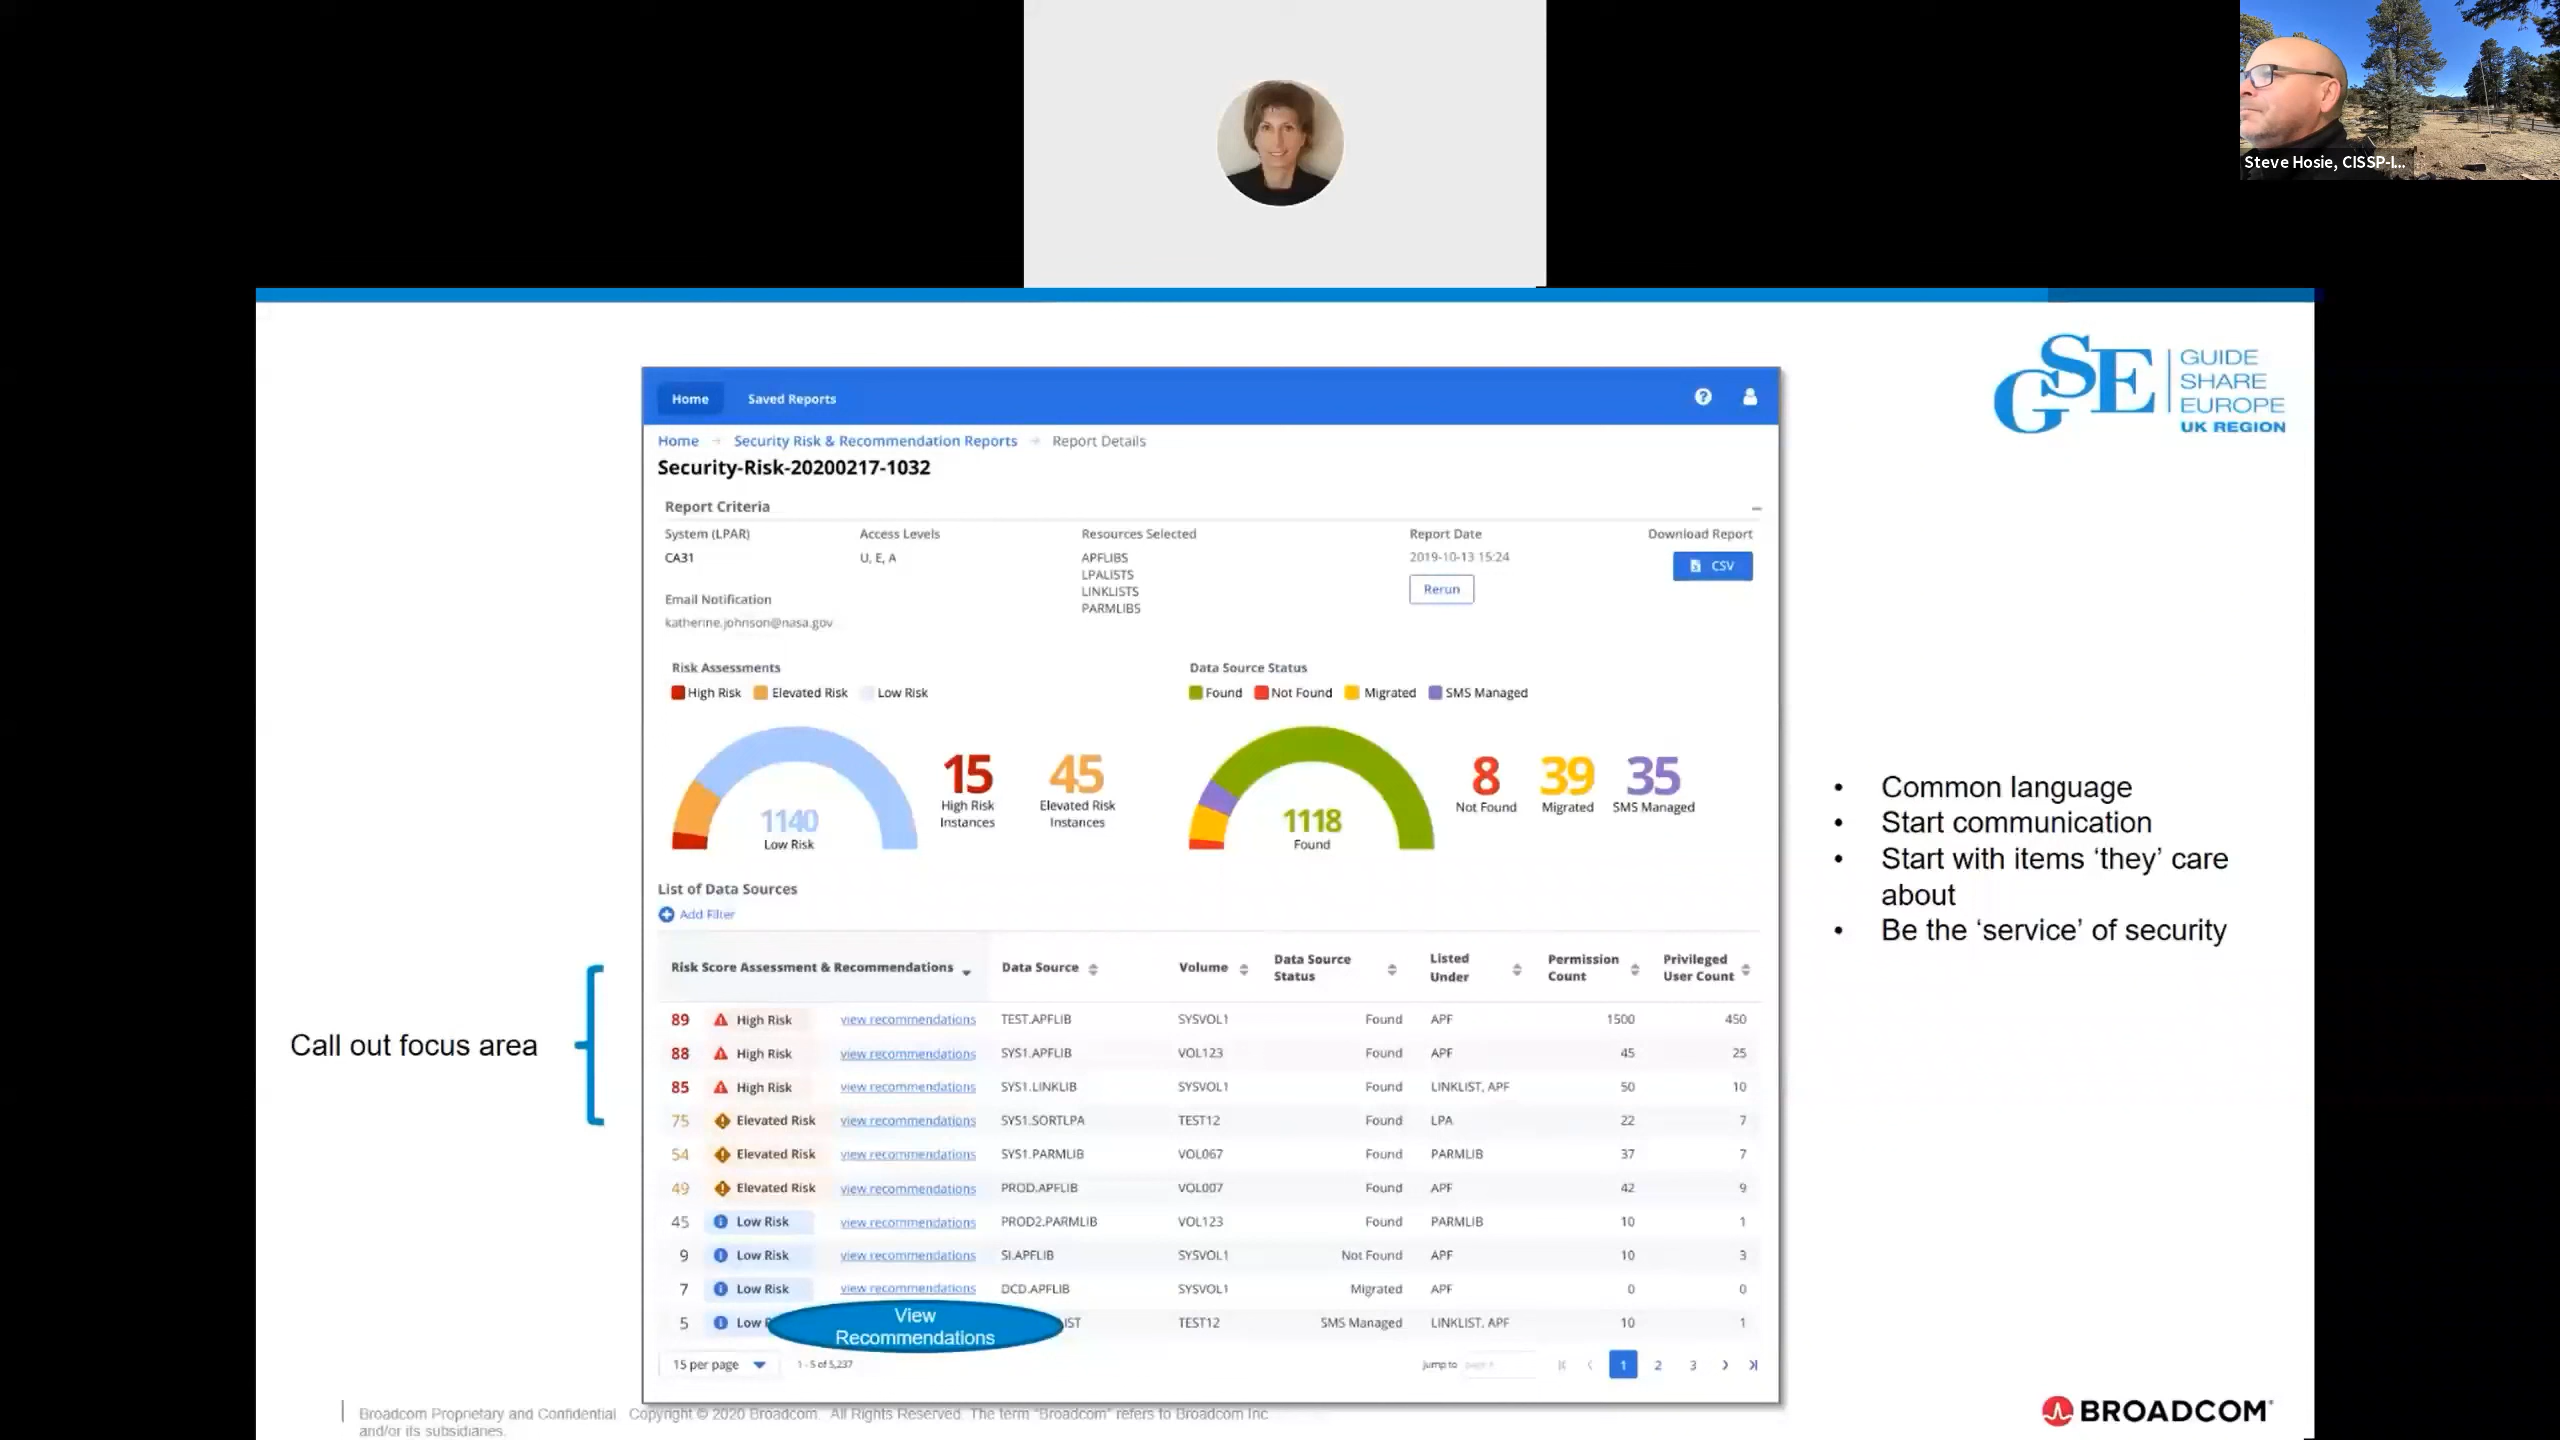 Steve Hosie, CISSP-I...
GSE GUIDE
SHARE
EUROPE
UK REGION
Home Saved Reports
Home Security Risk & Recommendation Reports Report Details
Security-Risk-20200217-1032
Report Criteria
System (LPAR) Access Levels Resources Selected Report Date Download Report
CA31 U, E, A APFLIBS 2019-10-13 15:24 CSV
LPALISTS
LINKLISTS Rerun
Email Notification PARMLIBS
katherine.johnson@nasa.gov
Risk Assessments Data Source Status
High Risk Elevated Risk Low Risk Found Not Found Migrated SMS Managed
15 45 8 39 35
High Risk Instances Elevated Risk Instances Not Found Migrated SMS Managed
1140 1118
Low Risk Found
• Common language
• Start communication
• Start with items ‘they’ care
about
• Be the ‘service’ of security
List of Data Sources
Add Filter
Risk Score Assessment & Recommendations Data Source Volume Data Source Status Listed Under Permission Count Privileged User Count
89 High Risk view recommendations TEST.APFLIB SYSVOL1 Found APF 1500 450
Call out focus area
88 High Risk view recommendations SYS1.APFLIB VOL123 Found APF 45 25
85 High Risk view recommendations SYS1.LINKLIB SYSVOL1 Found LINKLIST, APF 50 10
75 Elevated Risk view recommendations SYS1.SORTLPA TEST12 Found LPA 22 7
54 Elevated Risk view recommendations SYS1.PARMLIB VOL067 Found PARMLIB 37 7
49 Elevated Risk view recommendations PROD.APFLIB VOL007 Found APF 42 9
45 Low Risk view recommendations PROD2.PARMLIB VOL123 Found PARMLIB 10 1
9 Low Risk view recommendations SI.APFLIB SYSVOL1 Not Found APF 10 3
7 Low Risk view recommendations DCD.APFLIB SYSVOL1 Migrated APF 0 0
5 Low IST TEST12 SMS Managed LINKLIST, APF 10 1
View
Recommendations
15 per page 1 - 5 of 5,237 Jump to 1 2 3
Broadcom Proprietary and Confidential. Copyright © 2020 Broadcom. All Rights Reserved. The term “Broadcom” refers to Broadcom Inc.
and/or its subsidiaries.
BROADCOM